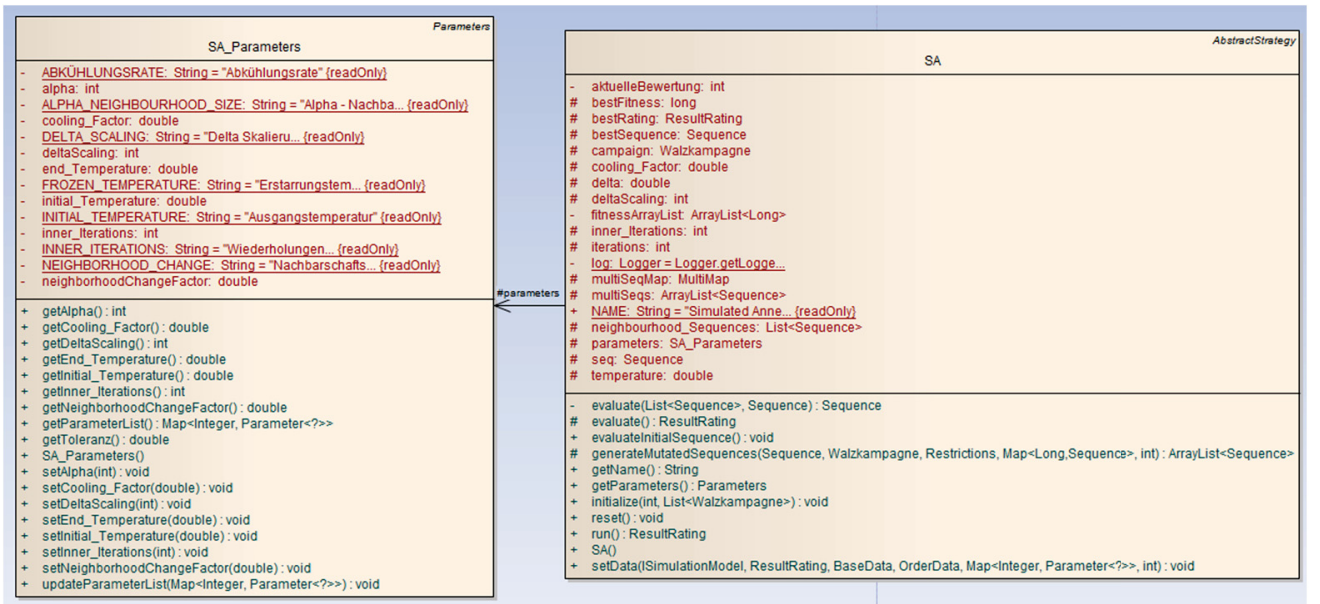 Parameters
SA_Parameters
- ABKÜHLUNGSRATE: String = "Abkühlungsrate" {readOnly}
- alpha: int
- ALPHA_NEIGHBOURHOOD_SIZE: String = "Alpha - Nachba... {readOnly}
- cooling_Factor: double
- DELTA_SCALING: String = "Delta Skalieru... {readOnly}
- deltaScaling: int
- end_Temperature: double
- FROZEN_TEMPERATURE: String = "Erstarrungstem... {readOnly}
- initial_Temperature: double
- INITIAL_TEMPERATURE: String = "Ausgangstemperatur" {readOnly}
- inner_Iterations: int
- INNER_ITERATIONS: String = "Wiederholungen... {readOnly}
- NEIGHBORHOOD_CHANGE: String = "Nachbarschafts... {readOnly}
- neighborhoodChangeFactor: double
+ getAlpha() : int
+ getCooling_Factor() : double
+ getDeltaScaling() : int
+ getEnd_Temperature() : double
+ getInitial_Temperature() : double
+ getInner_Iterations() : int
+ getNeighborhoodChangeFactor() : double
+ getParameterList() : Map<Integer, Parameter<?>>
+ getToleranz() : double
+ SA_Parameters()
+ setAlpha(int) : void
+ setCooling_Factor(double) : void
+ setDeltaScaling(int) : void
+ setEnd_Temperature(double) : void
+ setInitial_Temperature(double) : void
+ setInner_Iterations(int) : void
+ setNeighborhoodChangeFactor(double) : void
+ updateParameterList(Map<Integer, Parameter<?>>) : void
#parameters
AbstractStrategy
SA
- aktuelleBewertung: int
# bestFitness: long
# bestRating: ResultRating
# bestSequence: Sequence
# campaign: Walzkampagne
# cooling_Factor: double
# delta: double
# deltaScaling: int
- fitnessArrayList: ArrayList<Long>
# inner_Iterations: int
# iterations: int
- log: Logger = Logger.getLogge...
# multiSeqMap: MultiMap
# multiSeqs: ArrayList<Sequence>
+ NAME: String = "Simulated Anne... {readOnly}
# neighbourhood_Sequences: List<Sequence>
# parameters: SA_Parameters
# seq: Sequence
# temperature: double
- evaluate(List<Sequence>, Sequence) : Sequence
# evaluate() : ResultRating
+ evaluateInitialSequence() : void
# generateMutatedSequences(Sequence, Walzkampagne, Restrictions, Map<Long,Sequence>, int) : ArrayList<Sequence>
+ getName() : String
+ getParameters() : Parameters
+ initialize(int, List<Walzkampagne>) : void
+ reset() : void
+ run() : ResultRating
+ SA()
+ setData(ISimulationModel, ResultRating, BaseData, OrderData, Map<Integer, Parameter<?>>, int) : void